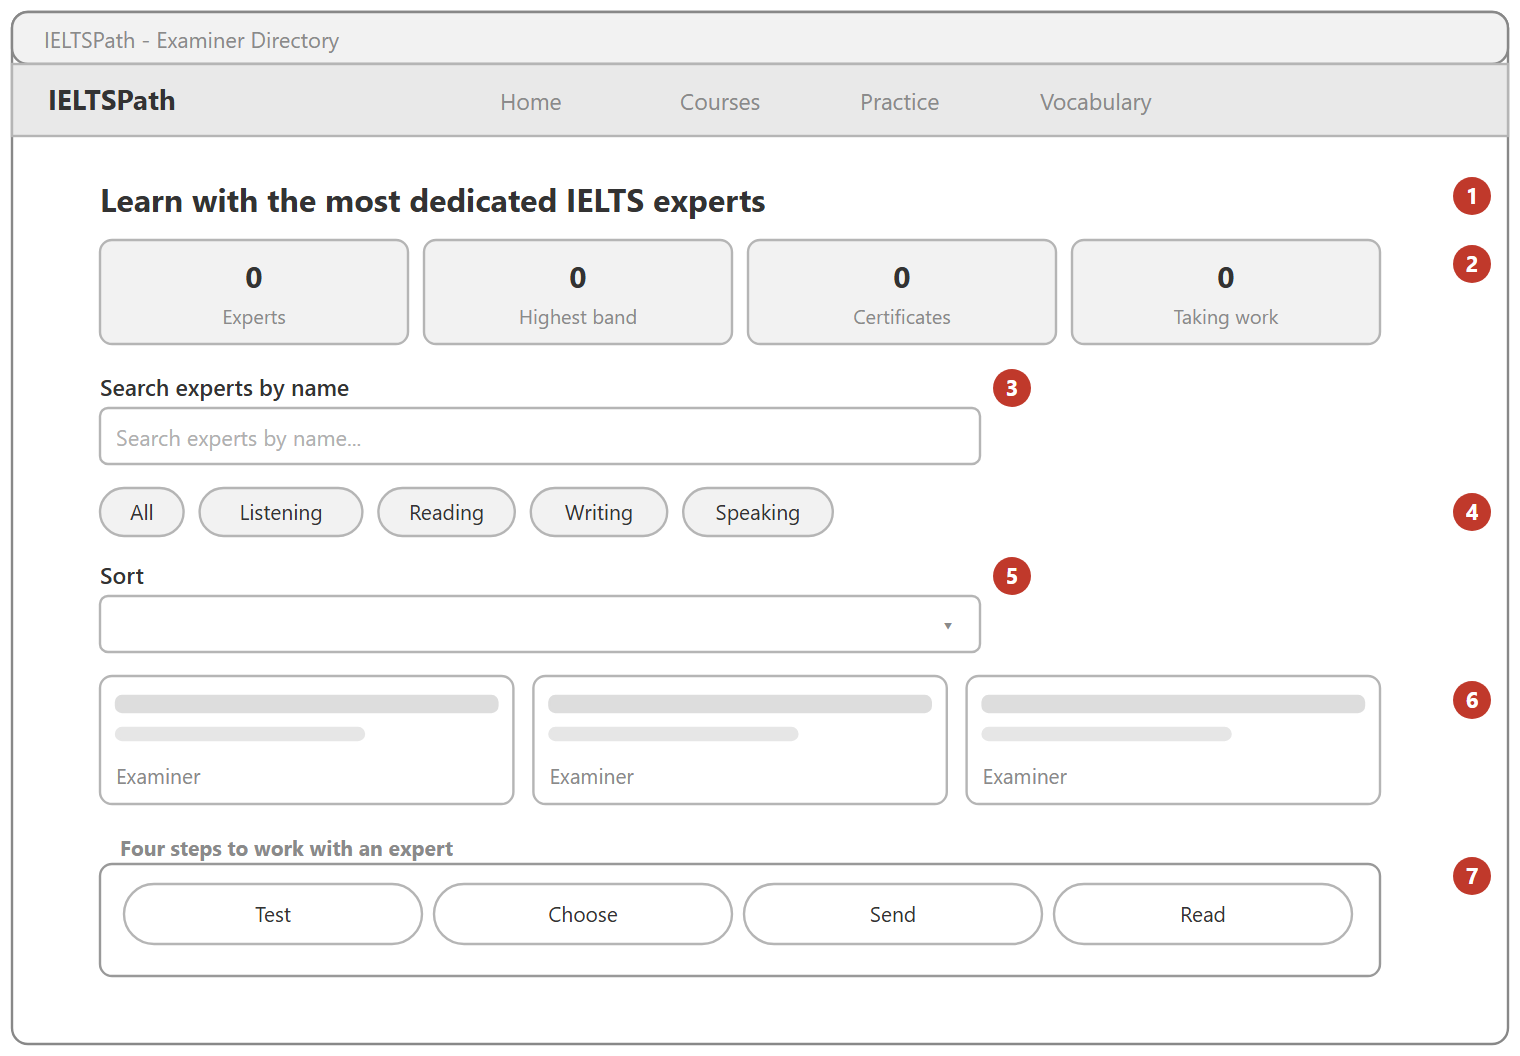 IELTSPath - Examiner Directory
IELTSPath Home Courses Practice Vocabulary
Learn with the most dedicated IELTS experts 1
2
0 0 0 0
Experts Highest band Certificates Taking work
Search experts by name 3
Search experts by name...
All Listening Reading Writing Speaking 4
Sort 5
6
Examiner Examiner Examiner
Four steps to work with an expert
7
Test Choose Send Read